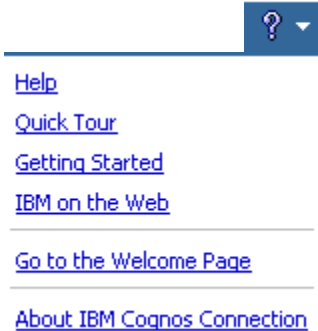 ?
Help
Quick Tour
Getting Started
IBM on the Web
Go to the Welcome Page
About IBM Cognos Connection